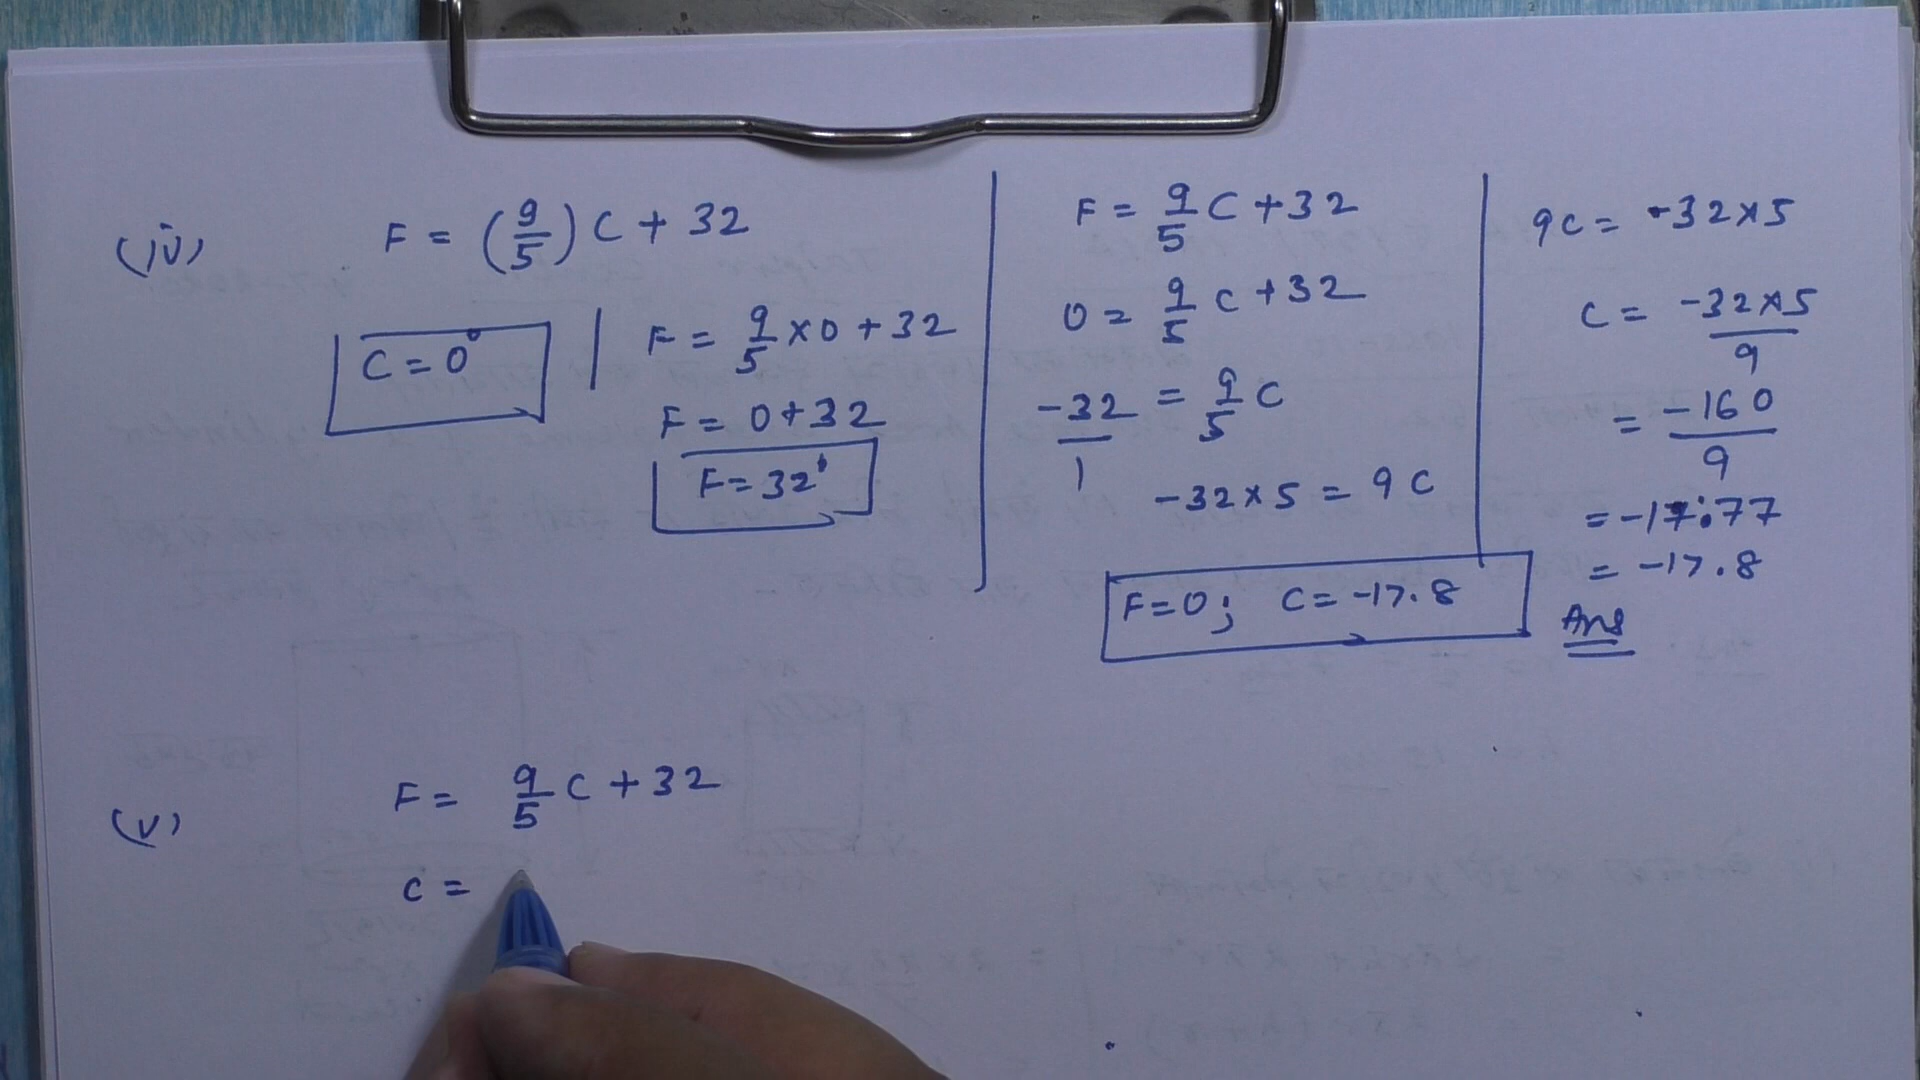 (iv) F = (9/5) C + 32
C = 0°
F = 9/5 × 0 + 32
F = 0 + 32
F = 32°
F = 9/5 C + 32
0 = 9/5 C + 32
-32/1 = 9/5 C
-32 × 5 = 9 C
9C = -32×5
C = -32×5/9
= -160/9
= -17.77
= -17.8
Ans
F=0; C = -17.8
(v) F = 9/5 C + 32
C =